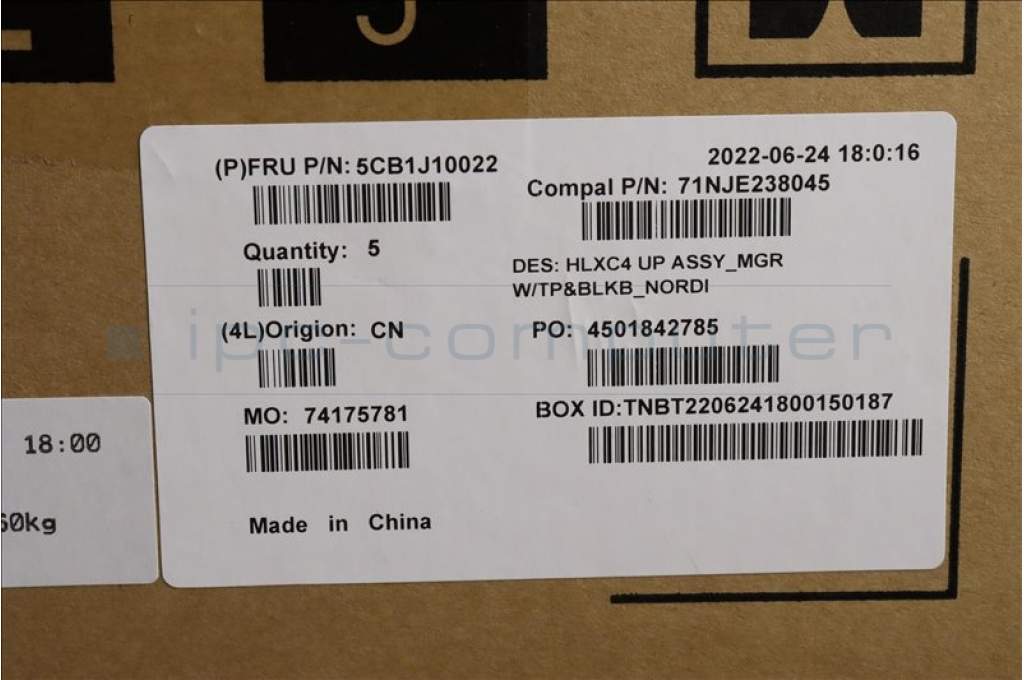 (P)FRU P/N: 5CB1J10022
2022-06-24 18:0:16
Compal P/N: 71NJE238045
Quantity: 5
DES: HLXC4 UP ASSY_MGR
W/TP&BLKB_NORDI
(4L)Origion: CN
PO: 4501842785
ipc-computer
MO: 74175781
BOX ID:TNBT2206241800150187
Made in China
18:00
60kg